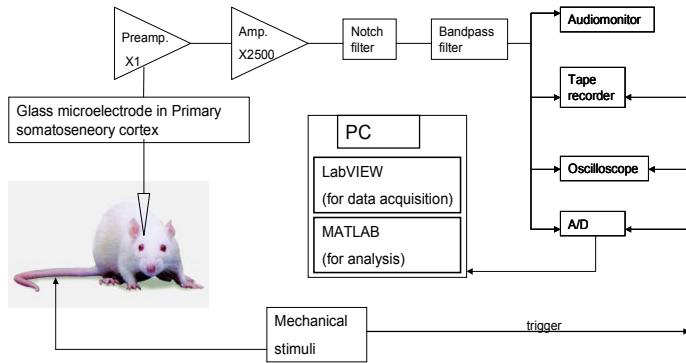 Preamp.
X1
Amp.
X2500
Notch
filter
Bandpass
filter
Audiomonitor
Tape
recorder
Oscilloscope
A/D
Glass microelectrode in Primary
somatoseneory cortex
PC
LabVIEW
(for data acquisition)
MATLAB
(for analysis)
Mechanical
stimuli
trigger